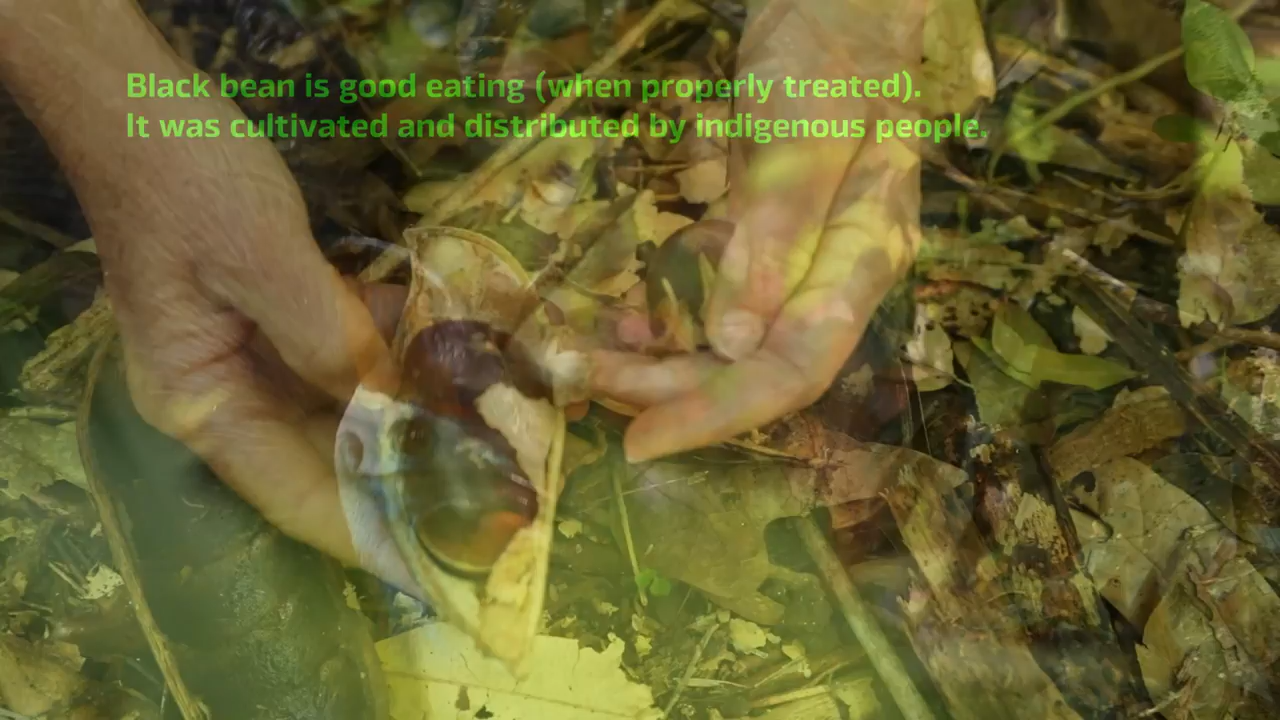 Black bean is good eating (when properly treated).
It was cultivated and distributed by indigenous people.